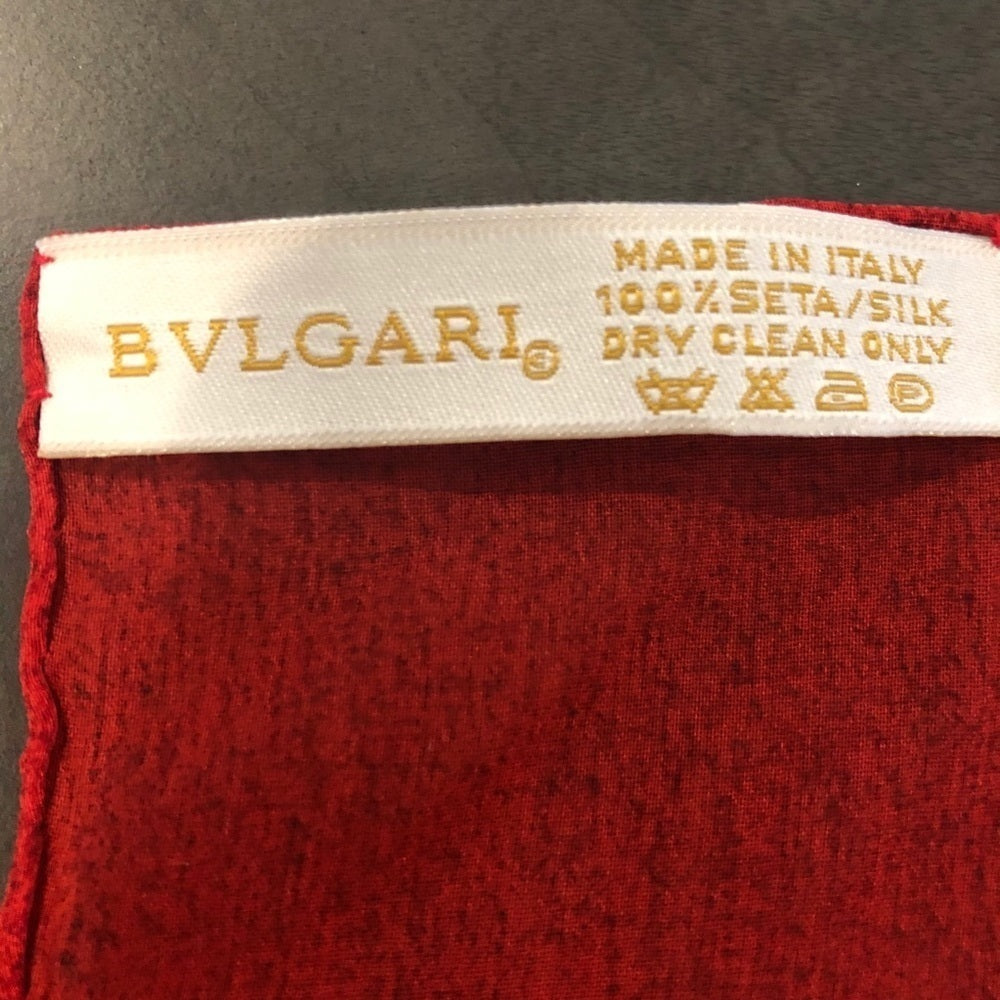 BVLGARI©
MADE IN ITALY
100%SETA/SILK
DRY CLEAN ONLY
P